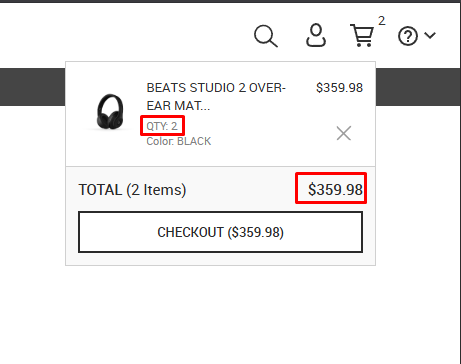 2
?
BEATS STUDIO 2 OVER-
EAR MAT...
$359.98
QTY: 2
Color: BLACK
TOTAL (2 Items)
$359.98
CHECKOUT ($359.98)